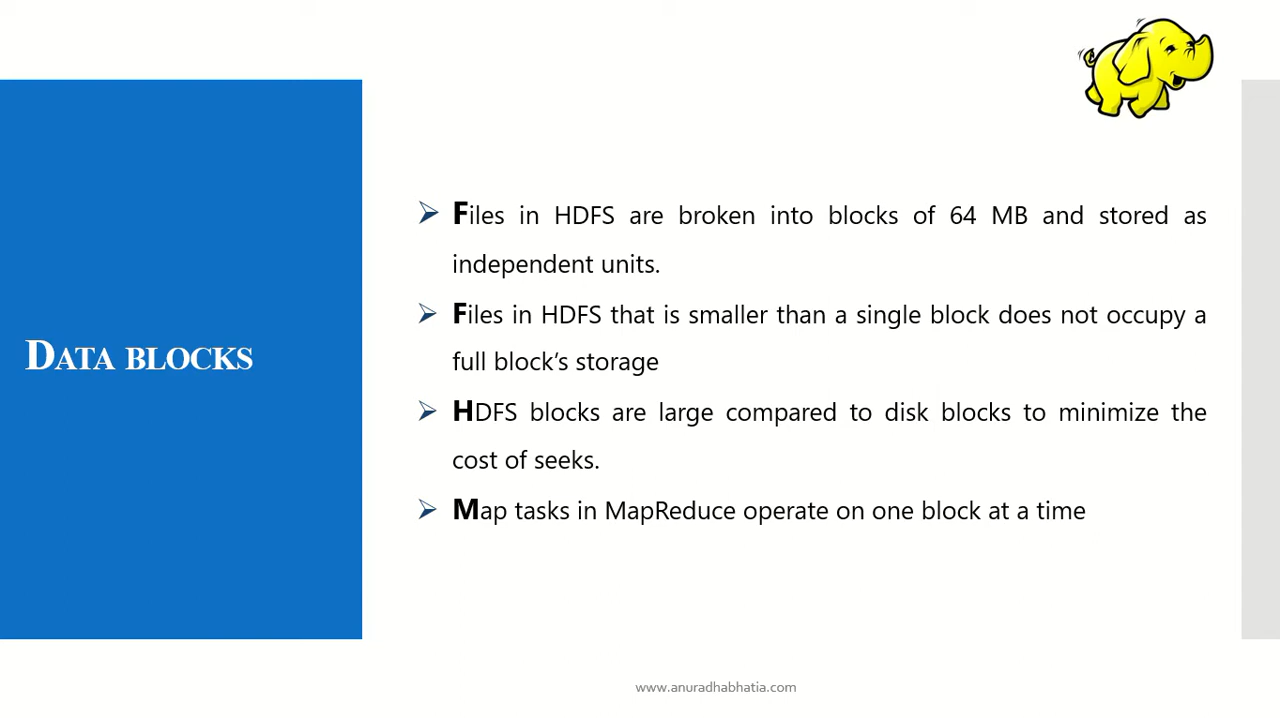 DATA BLOCKS
➢ Files in HDFS are broken into blocks of 64 MB and stored as
independent units.
➢ Files in HDFS that is smaller than a single block does not occupy a
full block’s storage
➢ HDFS blocks are large compared to disk blocks to minimize the
cost of seeks.
➢ Map tasks in MapReduce operate on one block at a time
www.anuradhabhatia.com